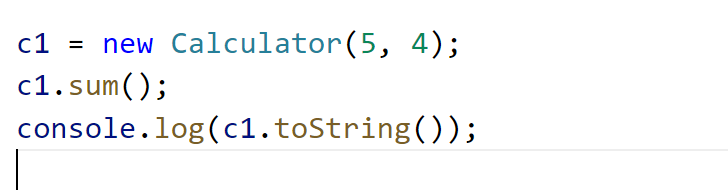 c1 = new Calculator(5, 4);
c1.sum();
console.log(c1.toString());